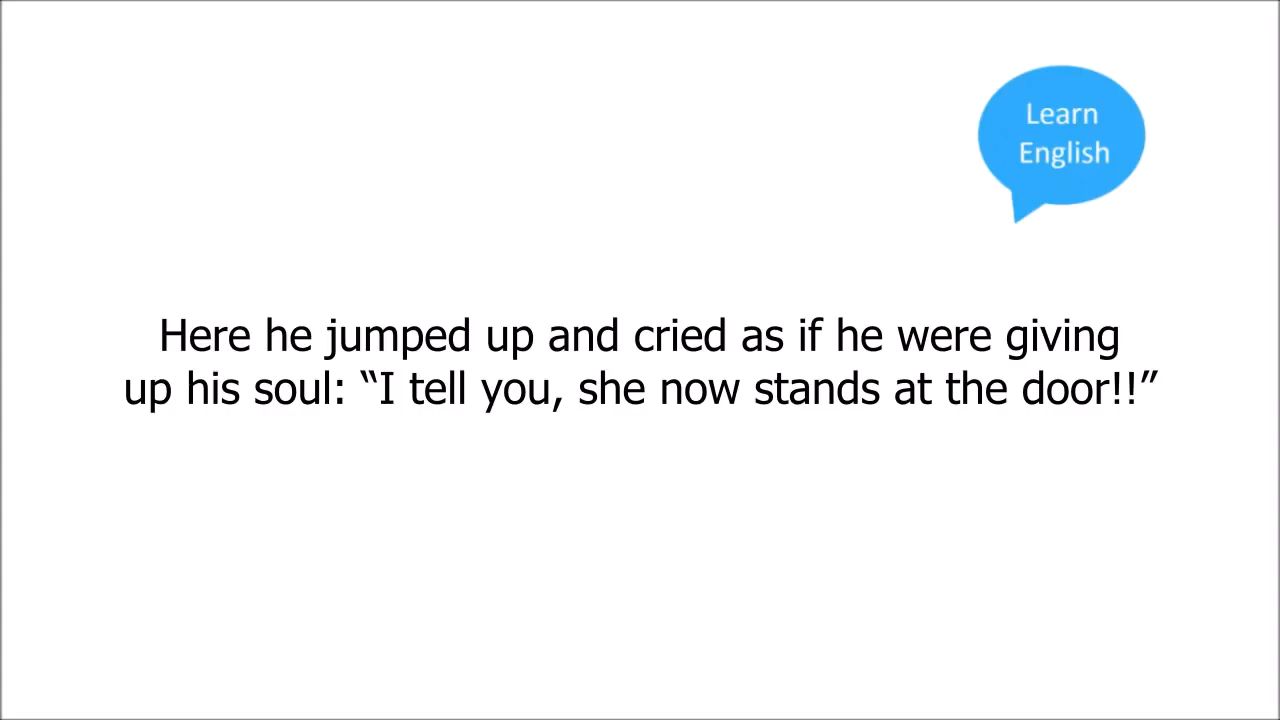 Learn
English
Here he jumped up and cried as if he were giving
up his soul: “I tell you, she now stands at the door!!”